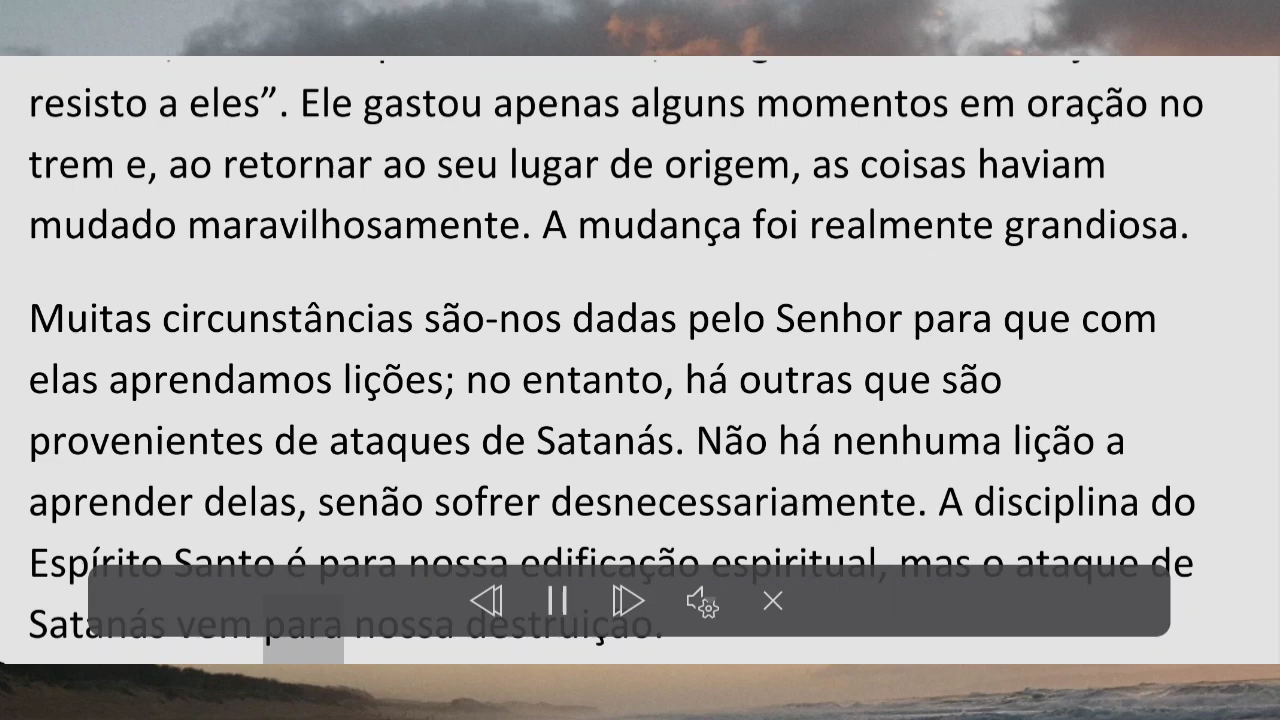 resisto a eles”. Ele gastou apenas alguns momentos em oração no
trem e, ao retornar ao seu lugar de origem, as coisas haviam
mudado maravilhosamente. A mudança foi realmente grandiosa.
Muitas circunstâncias são-nos dadas pelo Senhor para que com
elas aprendamos lições; no entanto, há outras que são
provenientes de ataques de Satanás. Não há nenhuma lição a
aprender delas, senão sofrer desnecessariamente. A disciplina do
Espírito Santo é para nossa edificação espiritual, mas o ataque de
Satanás vem para nossa destruição.